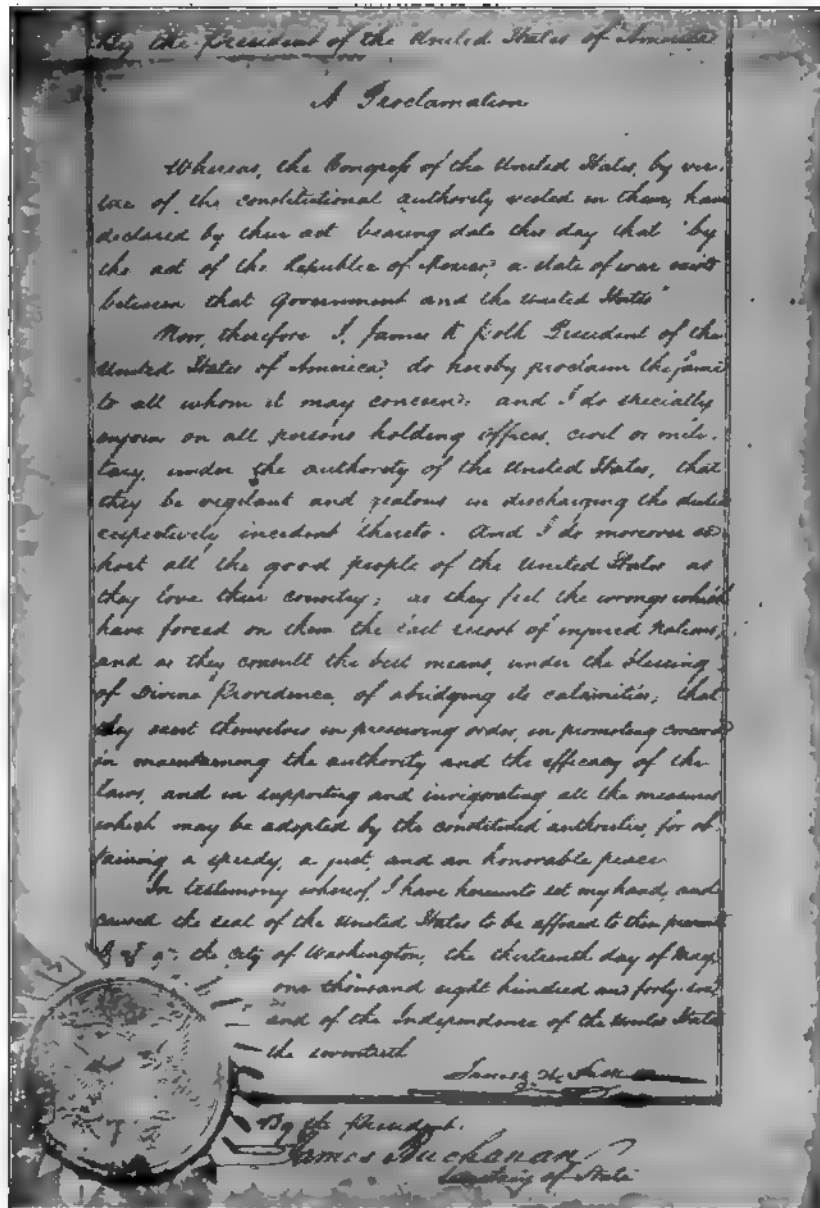 By the President of the United States of America
A Proclamation
Whereas, the Congress of the United States, by vir-
tue of the constitutional authority vested in them, have
declared by their act bearing date this day that "by
the act of the Republic of Mexico, a state of war exists
between that Government and the United States"
Now, therefore I, James K Polk President of the
United States of America, do hereby proclaim the same
to all whom it may concern: and I do specially
enjoin on all persons holding offices, civil or mili-
tary, under the authority of the United States, that
they be vigilant and zealous in discharging the duties
respectively incident thereto. And I do moreover ex-
hort all the good people of the United States as
they love their country; as they feel the wrongs which
have forced on them the last resort of injured nations,
and as they consult the best means, under the blessing
of Divine Providence, of abridging its calamities; that
they exert themselves in preserving order, in promoting concord
in maintaining the authority and the efficacy of the
laws, and in supporting and invigorating all the measures
which may be adopted by the constituted authorities, for ob-
taining a speedy, a just, and an honorable peace
In testimony whereof, I have hereunto set my hand, and
caused the seal of the United States to be affixed to these presents
the city of Washington, the thirteenth day of May
one thousand eight hundred and forty-six
and of the Independence of the United States
the seventieth
James K. Polk
By the President.
James Buchanan
Secretary of State